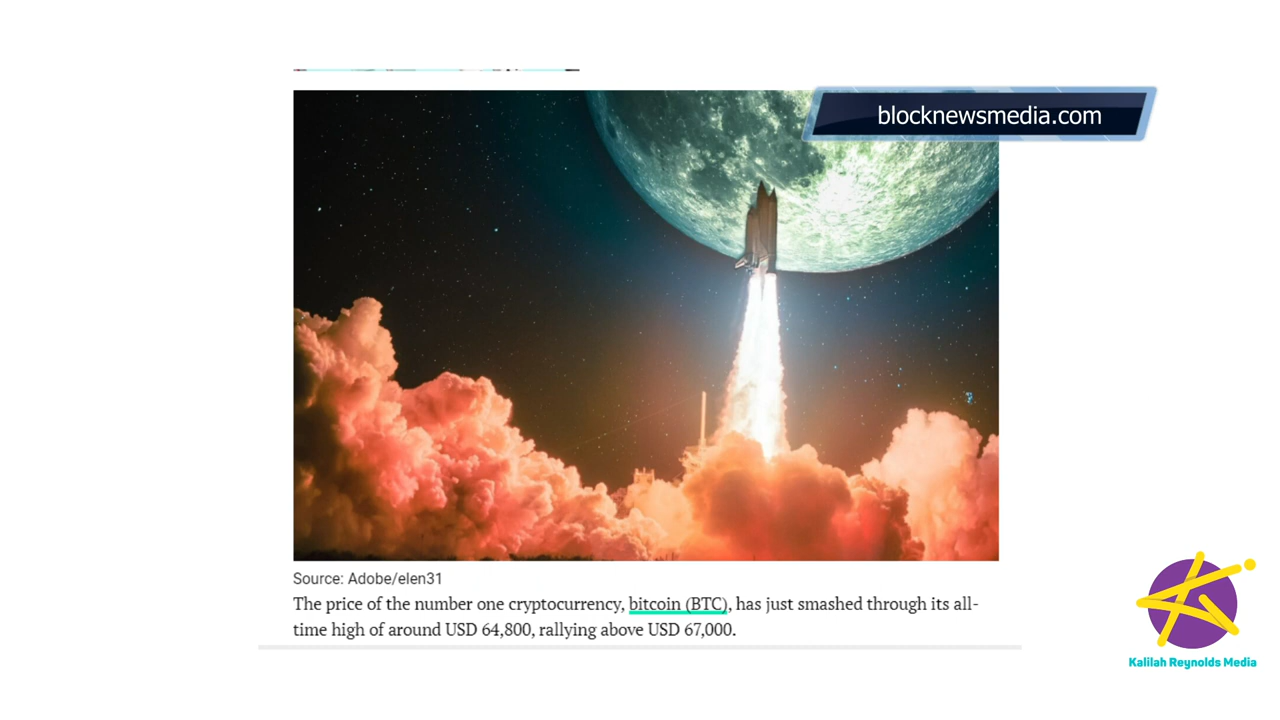 blocknewsmedia.com
Source: Adobe/elen31
The price of the number one cryptocurrency, bitcoin (BTC), has just smashed through its all-
time high of around USD 64,800, rallying above USD 67,000.
Kalilah Reynolds Media